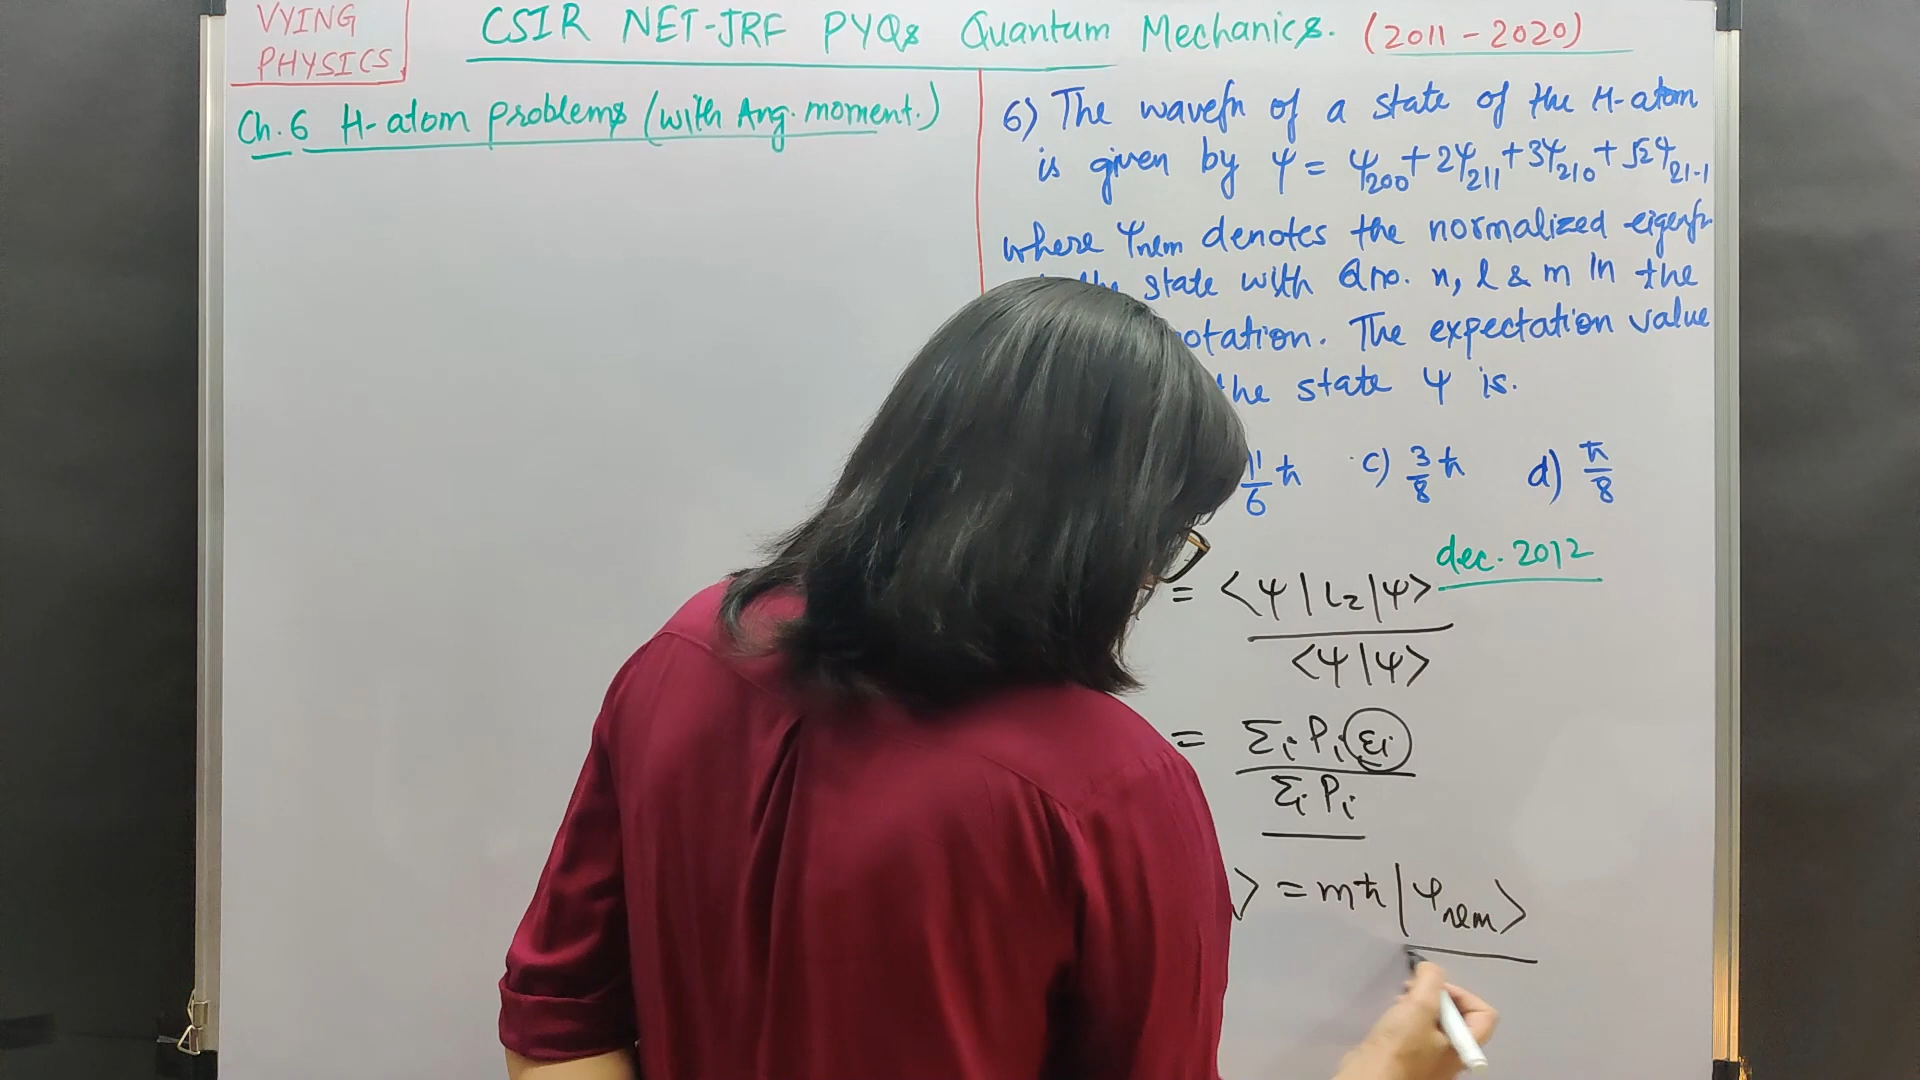 VYING
PHYSICS
CSIR NET-JRF PYQs Quantum Mechanics. (2011-2020)
Ch.6 H-atom problems (with Ang. moment.)
6) The wavefn of a state of the H-atom
is given by ψ = ψ200 + 2ψ211 + 3ψ210 + √2ψ21-1
where ψnlm denotes the normalized eigenfn
state with Q no. n, l & m in the
otation. The expectation value
the state ψ is.
11/6 ħ c) 3/8 ħ d) ħ/8
dec. 2012
= <ψ|Lz|ψ> / <ψ|ψ>
= Σi Pi εi / Σi Pi
> = mħ |φnlm>